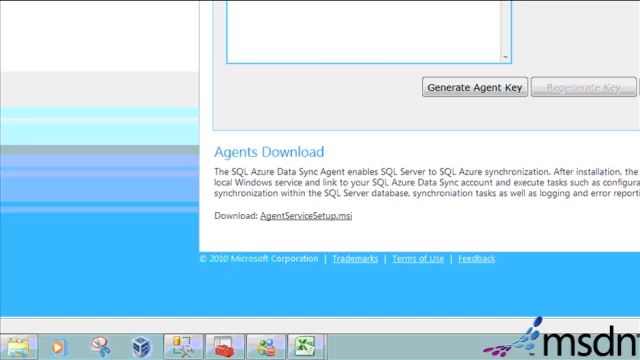 Generate Agent Key
Regenerate Key
Agents Download
The SQL Azure Data Sync Agent enables SQL Server to SQL Azure synchronization. After installation, the
local Windows service and link to your SQL Azure Data Sync account and execute tasks such as configura
synchronization within the SQL Server database, synchroniation tasks as well as logging and error reporti
Download: AgentServiceSetup.msi
© 2010 Microsoft Corporation | Trademarks | Terms of Use | Feedback
msdn